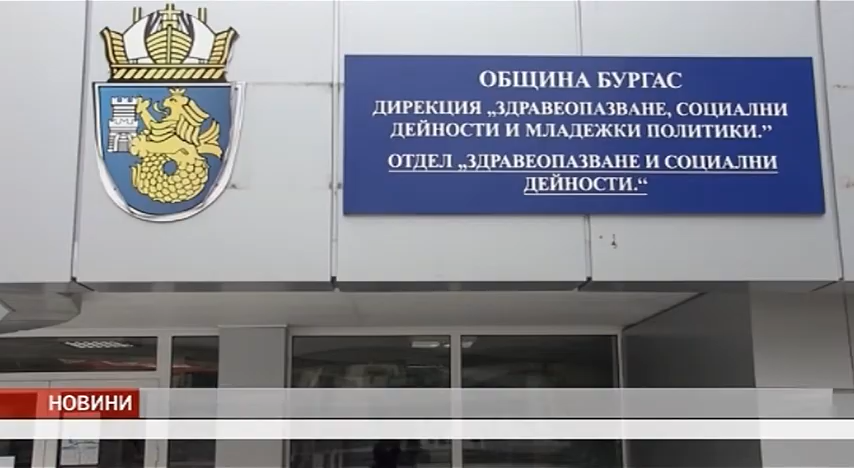 ОБЩИНА БУРГАС
ДИРЕКЦИЯ „ЗДРАВЕОПАЗВАНЕ, СОЦИАЛНИ
ДЕЙНОСТИ И МЛАДЕЖКИ ПОЛИТИКИ.”
ОТДЕЛ „ЗДРАВЕОПАЗВАНЕ И СОЦИАЛНИ
ДЕЙНОСТИ.“
НОВИНИ